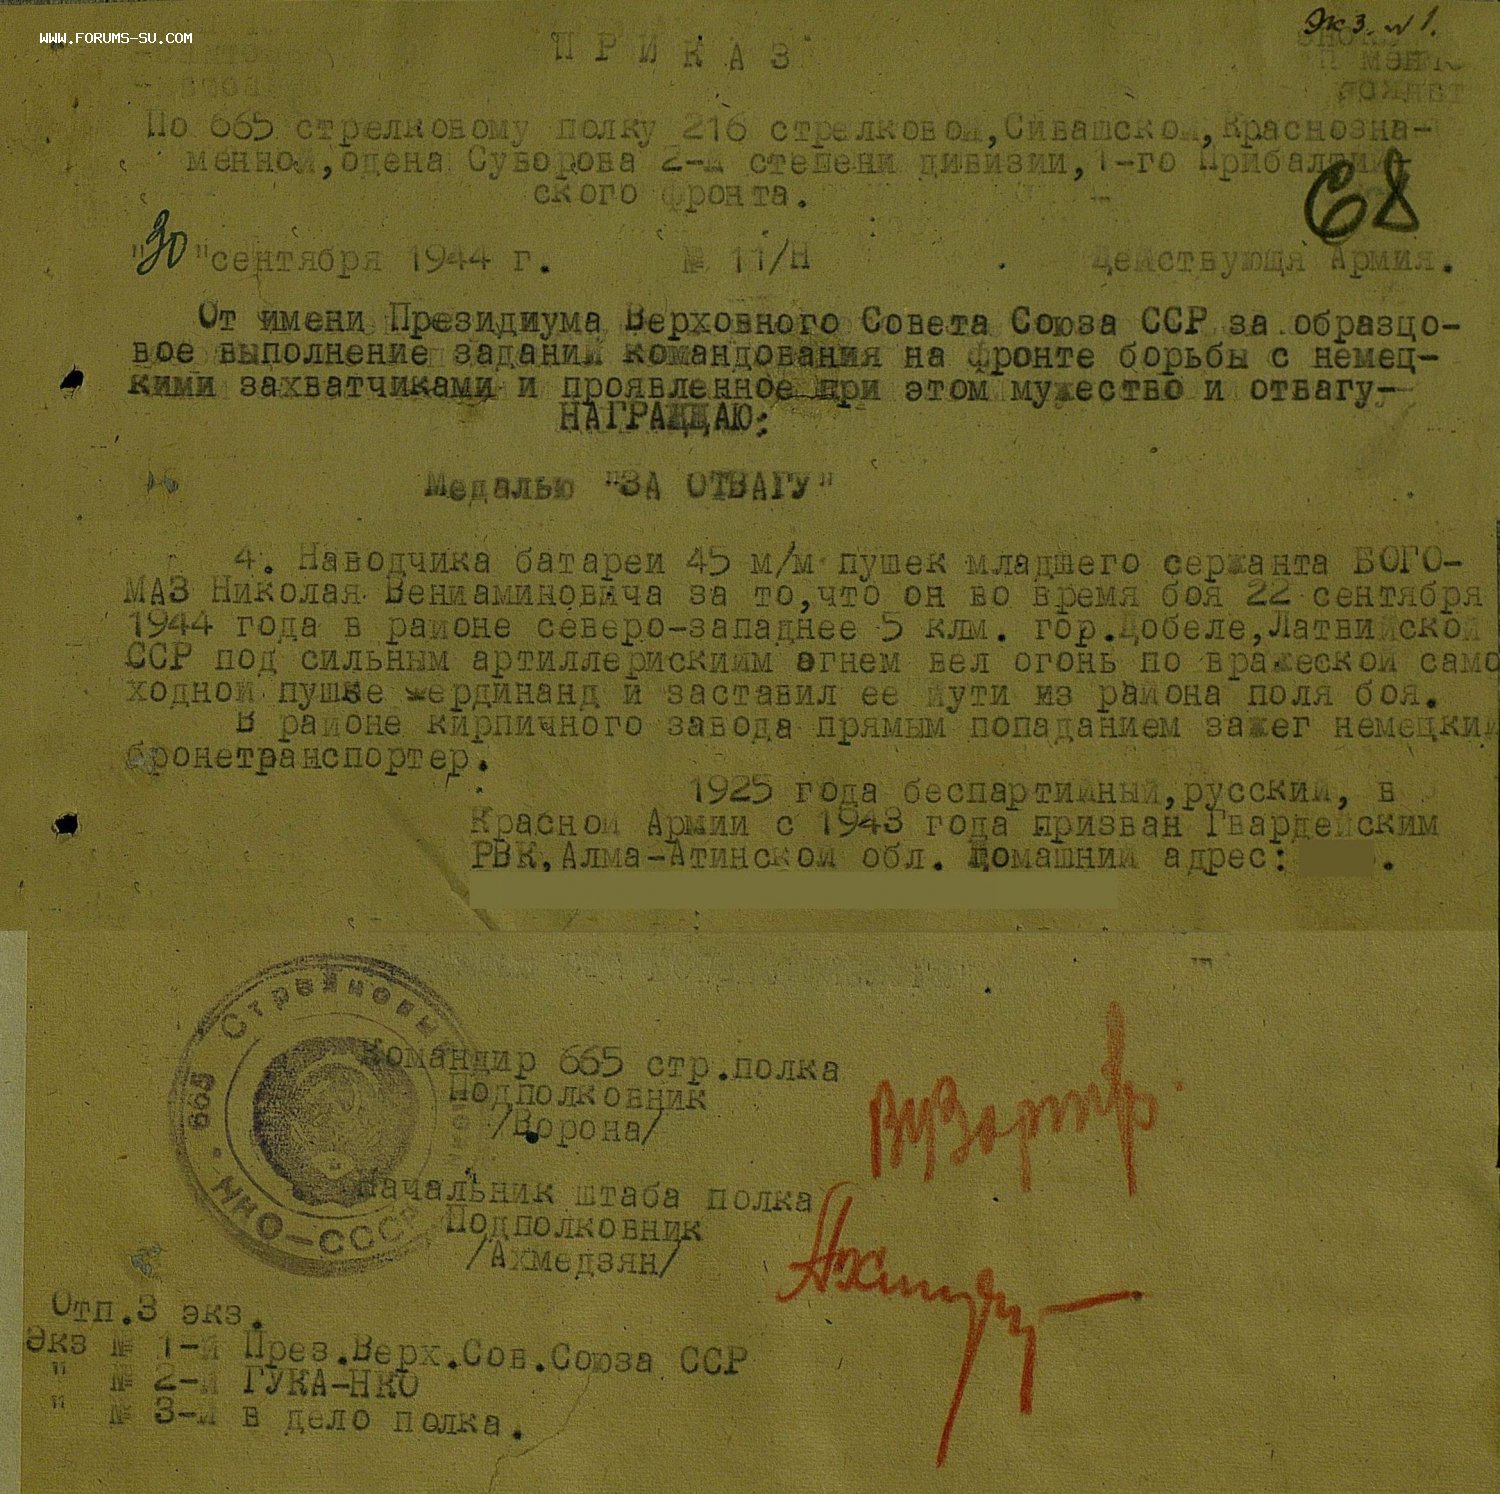 WWW.FORUMS-SU.COM
Экз. № 1.
ПРИКАЗ
По 665 стрелковому полку 216 стрелковой, Сивашской, Краснозна-
менной, одена Суворова 2-й степени дивизии, 1-го Прибалтий-
ского фронта.
68
"30" сентября 1944 г. № 11/Н Действующя Армия.
От имени Президиума Верховного Совета Союза ССР за образцо-
вое выполнение заданий командования на фронте борьбы с немец-
кими захватчиками и проявленное при этом мужество и отвагу-
НАГРАЖДАЮ:
Медалью "ЗА ОТВАГУ"
4. Наводчика батареи 45 м/м пушек младшего сержанта БОГО-
МАЗ Николая Вениаминовича за то, что он во время боя 22 сентября
1944 года в районе северо-западнее 5 клм. гор. Добеле, Латвийской
ССР под сильным артиллерийским огнем вел огонь по вражеской само
ходной пушке фердинанд и заставил ее уйти из района поля боя.
В районе кирпичного завода прямым попаданием зажег немецкий
бронетранспортер.
1925 года беспартийный, русский, в
Красной Армии с 1943 года призван Гвардейским
РВК, Алма-Атинской обл. Домашний адрес: .
665 Стрелковый
НКО-СССР
Командир 665 стр.полка
Подполковник
/Ворона/
Начальник штаба полка
Подполковник
/Ахмедзян/
Отп.3 экз.
Экз № 1-й През.Верх.Сов.Союза ССР
" № 2-й ГУКА-НКО
" № 3-й в дело полка.